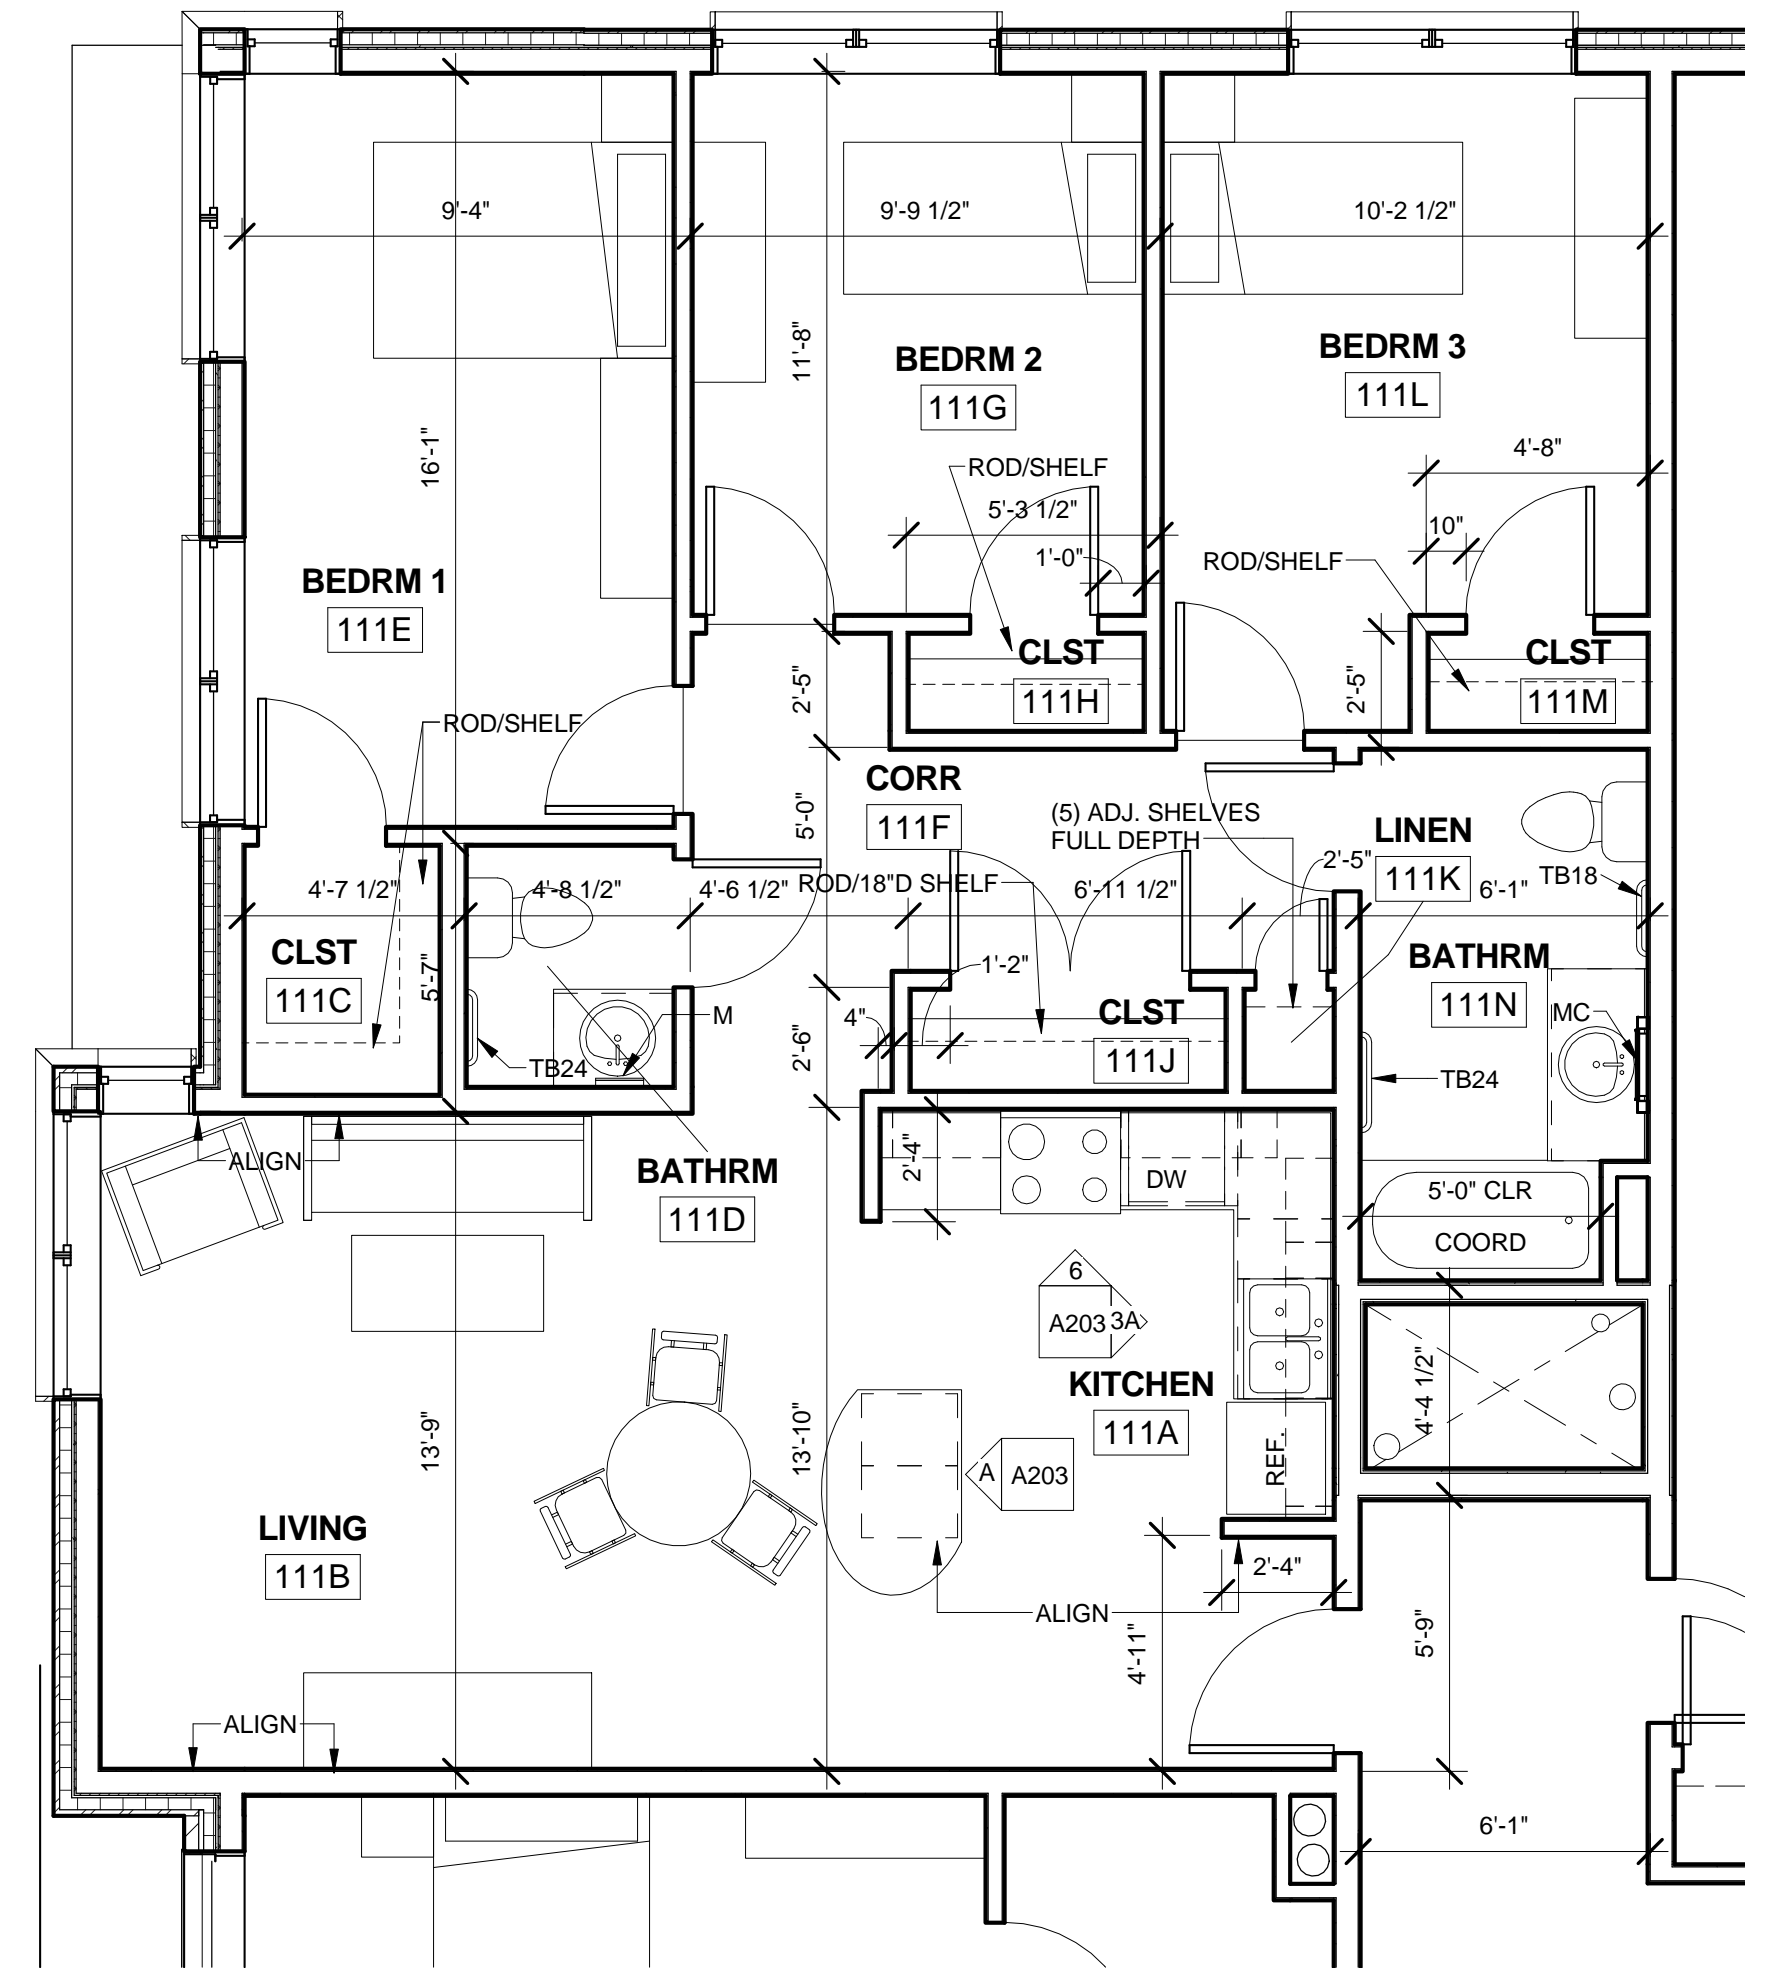 9'-4"
9'-9 1/2"
10'-2 1/2"
11'-8"
BEDRM 2
111G
BEDRM 3
111L
16'-1"
ROD/SHELF
4'-8"
5'-3 1/2"
10"
1'-0"
ROD/SHELF
BEDRM 1
111E
CLST
111H
CLST
111M
2'-5"
2'-5"
ROD/SHELF
CORR
111F
5'-0"
(5) ADJ. SHELVES
FULL DEPTH
LINEN
111K
2'-5"
TB18
4'-7 1/2"
4'-8 1/2"
4'-6 1/2"
ROD/18"D SHELF
6'-11 1/2"
6'-1"
CLST
111C
5'-7"
1'-2"
BATHRM
111N
M
4"
CLST
111J
MC
TB24
2'-6"
TB24
ALIGN
BATHRM
111D
2'-4"
DW
5'-0" CLR
COORD
6
A203
3A
KITCHEN
111A
4'-4 1/2"
13'-9"
13'-10"
A
A203
REF.
LIVING
111B
2'-4"
ALIGN
4'-11"
5'-9"
ALIGN
6'-1"